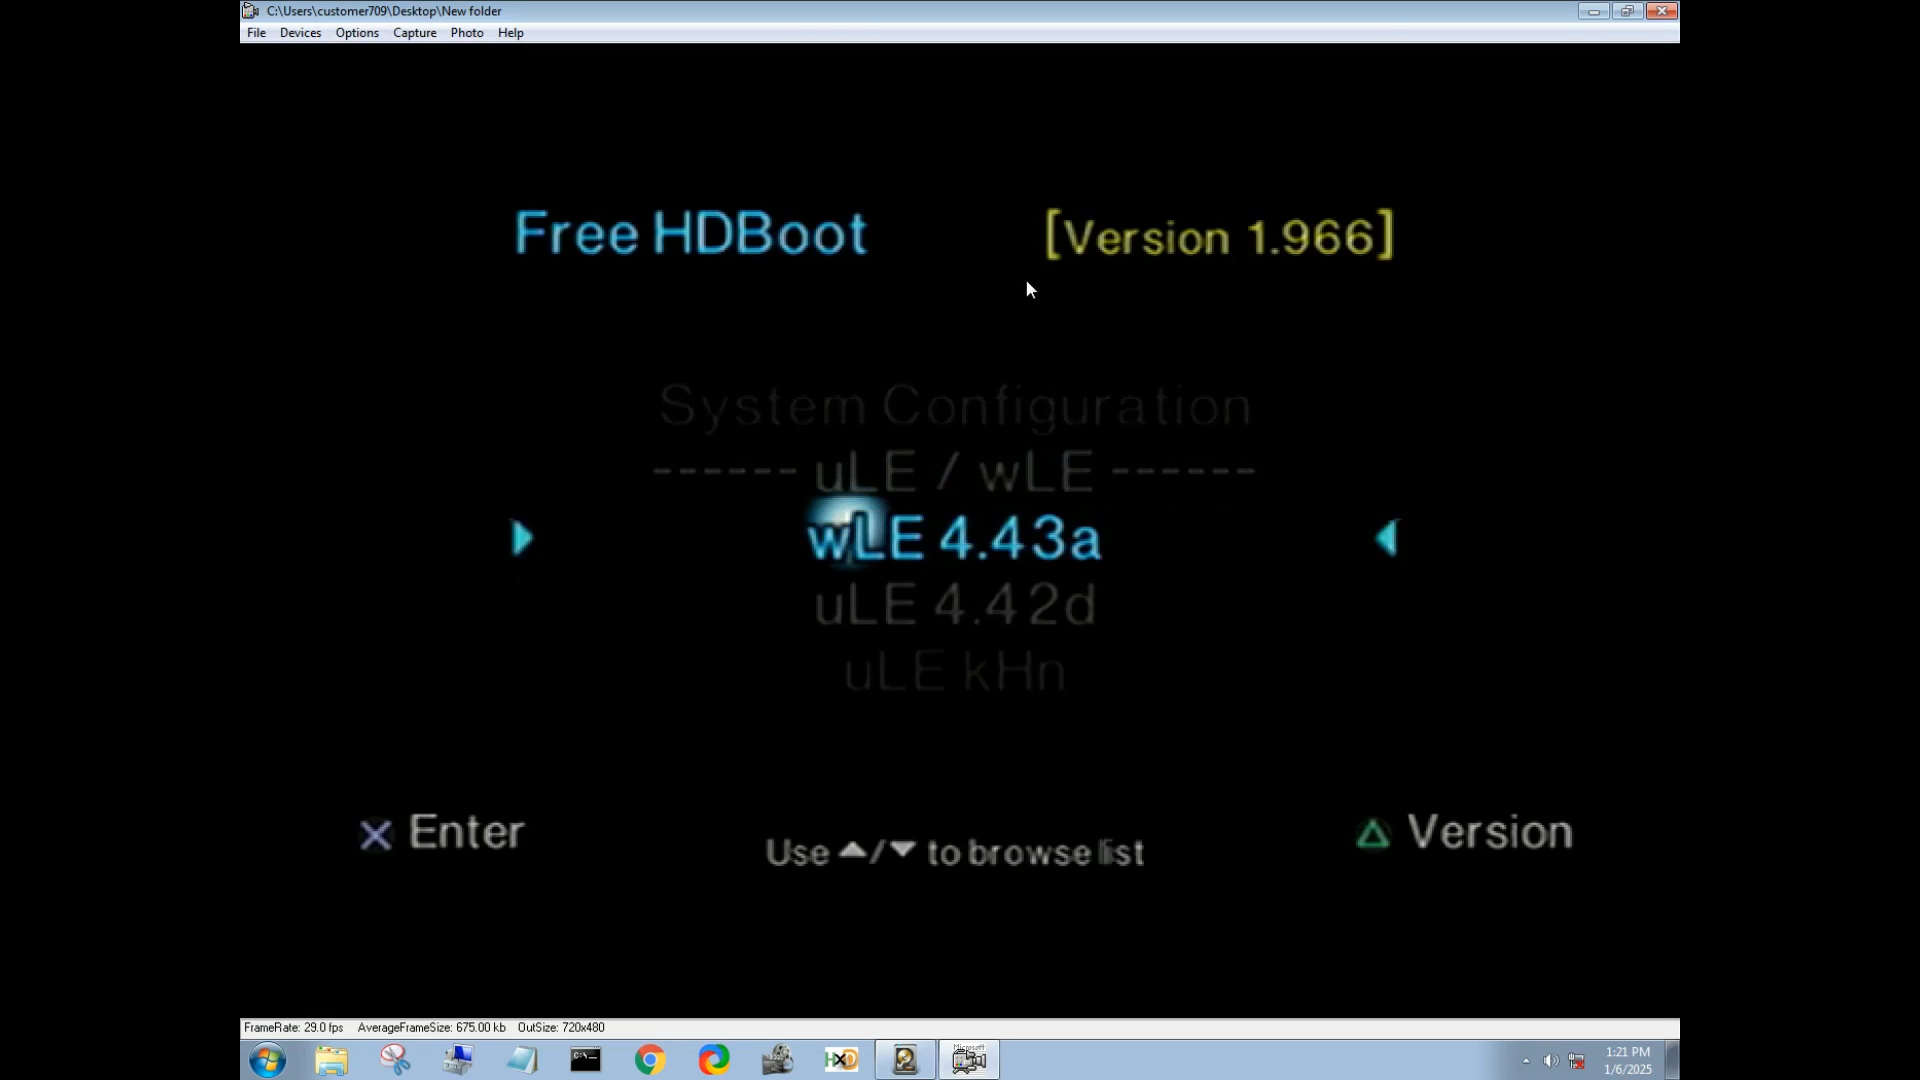 C:\Users\customer709\Desktop\New folder
File Devices Options Capture Photo Help
Free HDBoot [Version 1.966]
System Configuration
------ uLE / wLE ------
wLE 4.43a
uLE 4.42d
uLE kHn
Enter Version
Use ▲/▼ to browse list
FrameRate: 29.0 fps AverageFrameSize: 675.00 kb OutSize: 720x480
C:\_
HXD
Microsoft
1:21 PM
1/6/2025